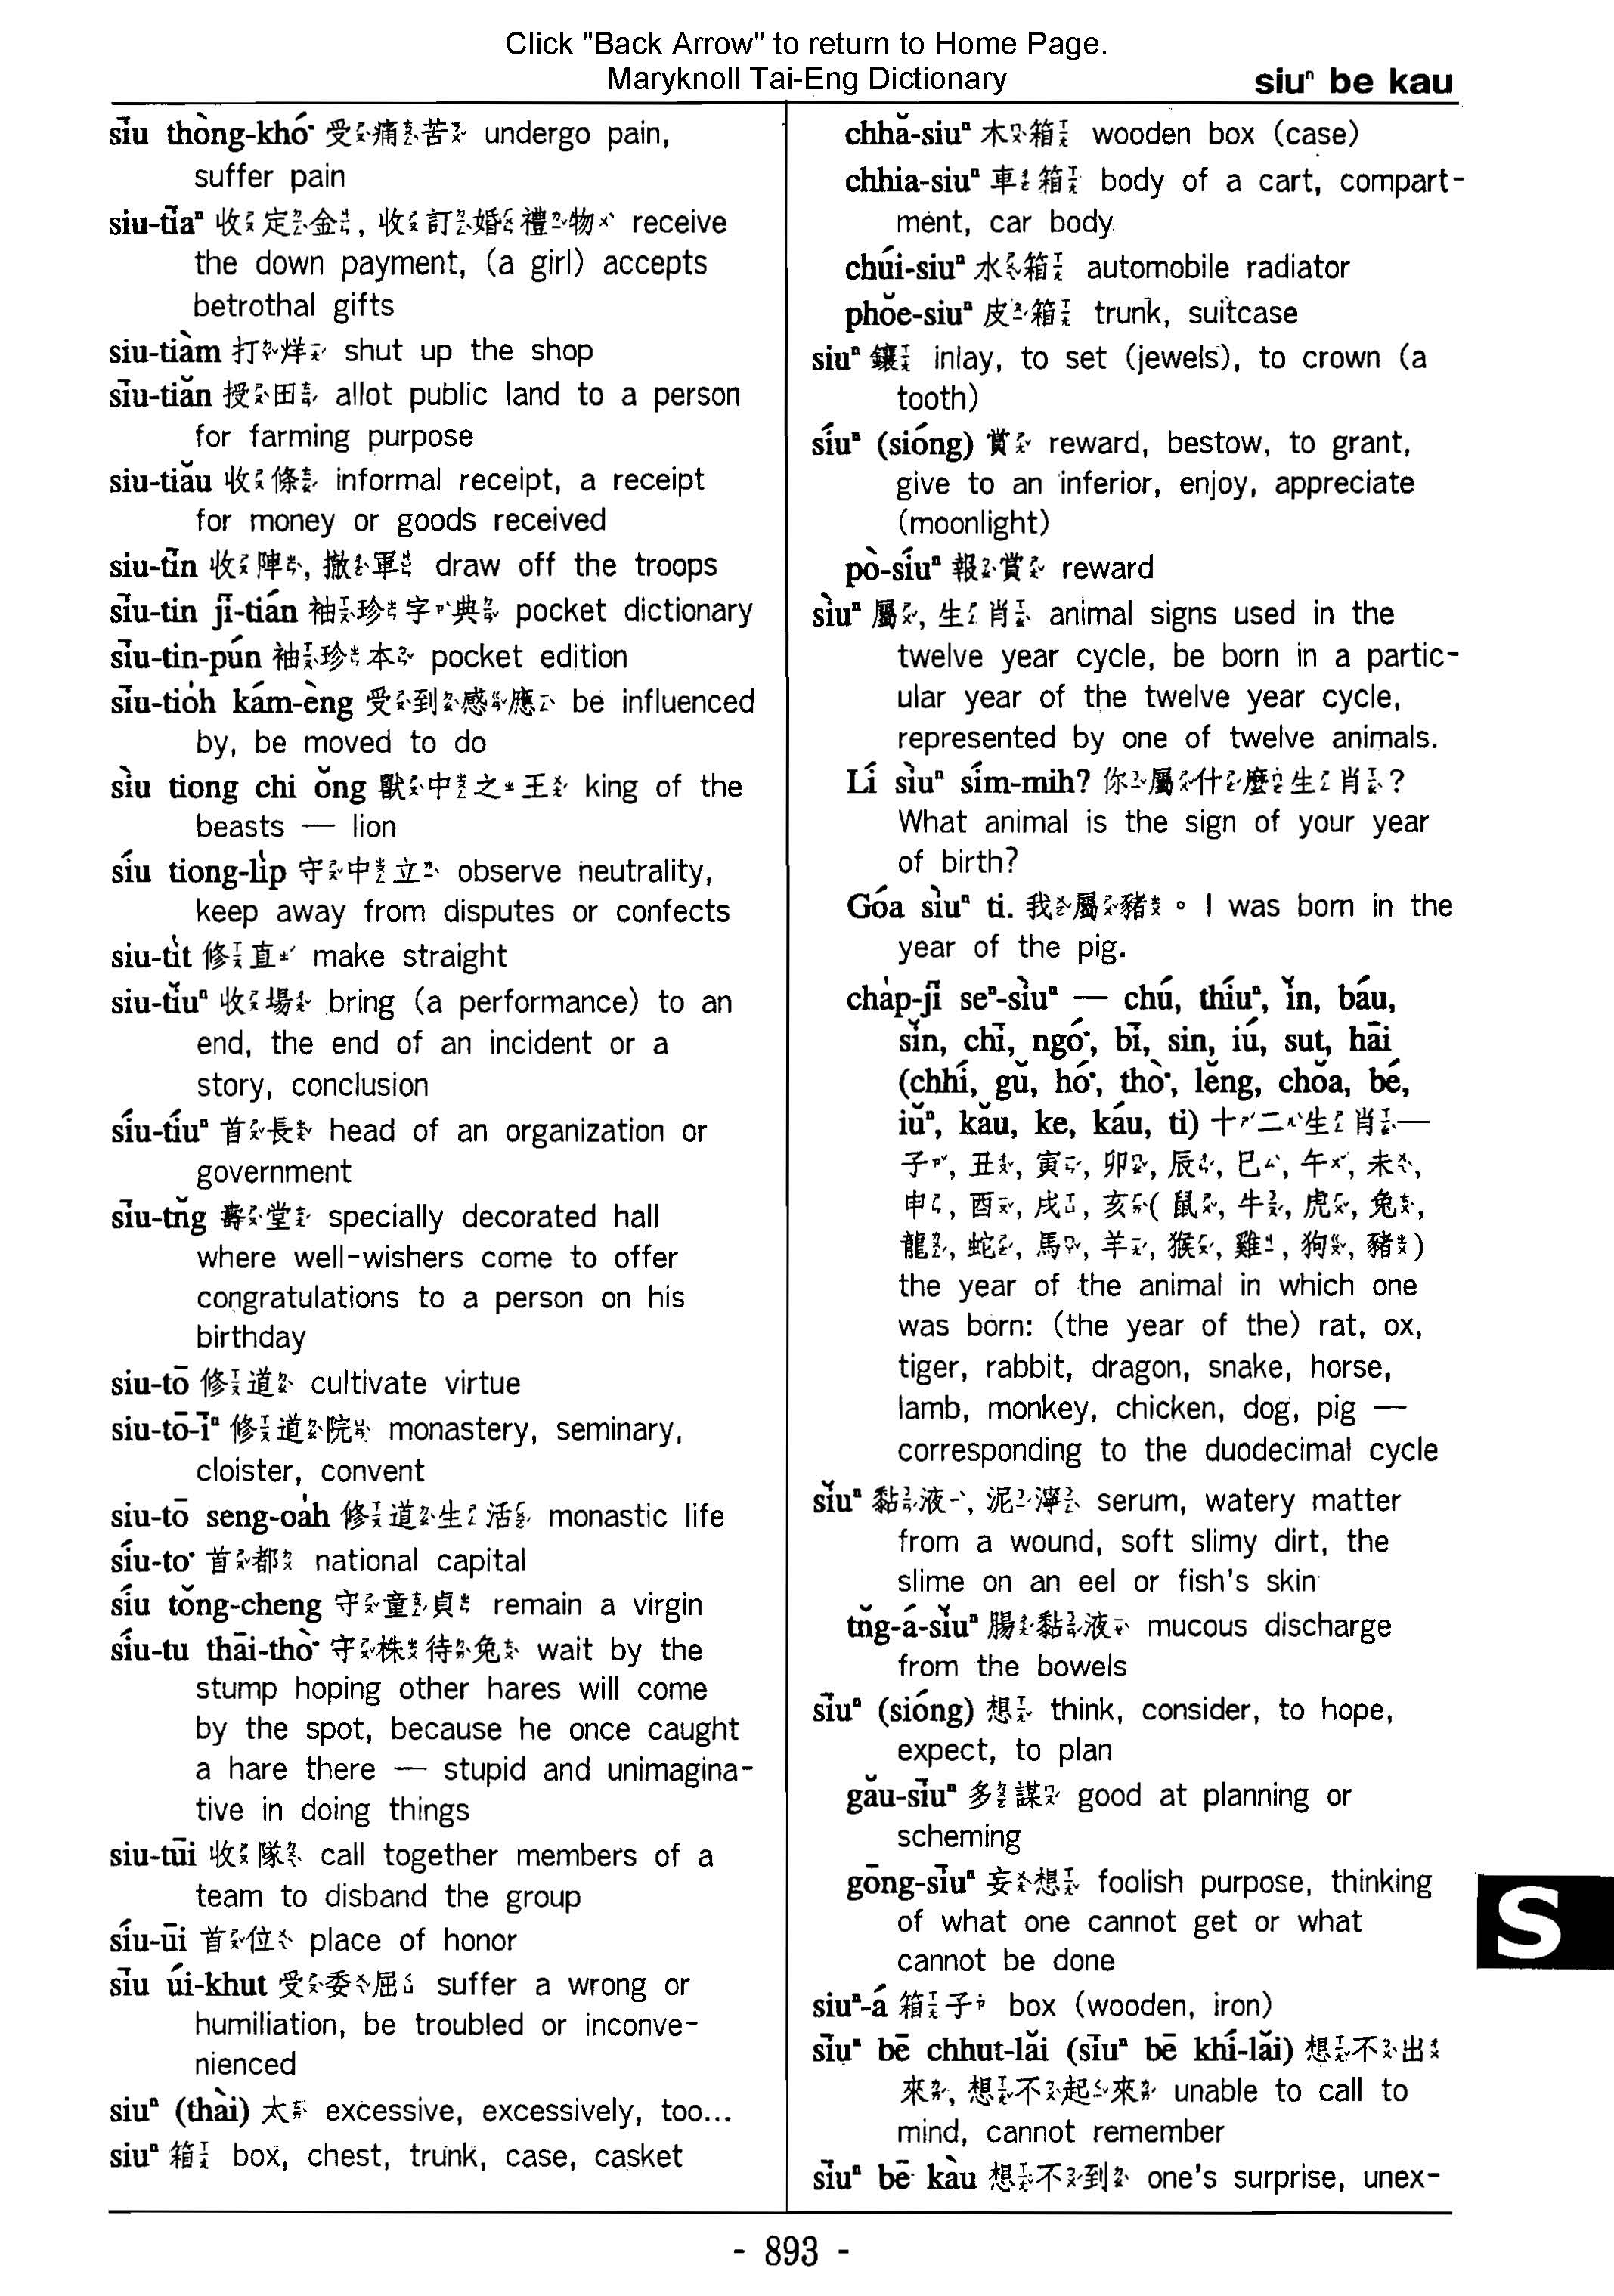 Click "Back Arrow" to return to Home Page.
Maryknoll Tai-Eng Dictionary
siuⁿ be kau
sīu thòng-khó͘ 受痛苦 undergo pain,
suffer pain
siu-tīaⁿ 收定金, 收訂婚禮物 receive
the down payment, (a girl) accepts
betrothal gifts
siu-tiàm 打烊 shut up the shop
sīu-tiăn 授田 allot public land to a person
for farming purpose
siu-tiău 收條 informal receipt, a receipt
for money or goods received
siu-tīn 收陣, 撤軍 draw off the troops
sīu-tin jī-tián 袖珍字典 pocket dictionary
sīu-tin-pún 袖珍本 pocket edition
sīu-tio̍h kám-èng 受到感應 be influenced
by, be moved to do
sìu tiong chi ŏng 獸中之王 king of the
beasts — lion
síu tiong-li̍p 守中立 observe neutrality,
keep away from disputes or confects
siu-ti̍t 修直 make straight
siu-tĭuⁿ 收場 bring (a performance) to an
end, the end of an incident or a
story, conclusion
síu-tíuⁿ 首長 head of an organization or
government
sīu-tn̆g 壽堂 specially decorated hall
where well-wishers come to offer
congratulations to a person on his
birthday
siu-tō 修道 cultivate virtue
siu-tō-īⁿ 修道院 monastery, seminary,
cloister, convent
siu-tō seng-oa̍h 修道生活 monastic life
síu-to͘ 首都 national capital
síu tŏng-cheng 守童貞 remain a virgin
síu-tu thāi-thò͘ 守株待兔 wait by the
stump hoping other hares will come
by the spot, because he once caught
a hare there — stupid and unimagina-
tive in doing things
siu-tūi 收隊 call together members of a
team to disband the group
síu-ūi 首位 place of honor
sīu úi-khut 受委屈 suffer a wrong or
humiliation, be troubled or inconve-
nienced
siuⁿ (thài) 太 excessive, excessively, too...
siuⁿ 箱 box, chest, trunk, case, casket
chhă-siuⁿ 木箱 wooden box (case)
chhia-siuⁿ 車箱 body of a cart, compart-
ment, car body
chúi-siuⁿ 水箱 automobile radiator
phŏe-siuⁿ 皮箱 trunk, suitcase
siuⁿ 鑲 inlay, to set (jewels), to crown (a
tooth)
síuⁿ (sióng) 賞 reward, bestow, to grant,
give to an inferior, enjoy, appreciate
(moonlight)
pò-síuⁿ 報賞 reward
sìuⁿ 屬, 生肖 animal signs used in the
twelve year cycle, be born in a partic-
ular year of the twelve year cycle,
represented by one of twelve animals.
Lí sìuⁿ sím-mih? 你屬什麼生肖?
What animal is the sign of your year
of birth?
Góa sìuⁿ ti. 我屬豬。 I was born in the
year of the pig.
cha̍p-jī seⁿ-sìuⁿ — chú, thíuⁿ, ĭn, báu,
sĭn, chī, ngó͘, bī, sin, iú, sut, hāi
(chhí, gŭ, hó͘, thò͘, lĕng, chŏa, bé,
iŭⁿ, kău, ke, káu, ti) 十二生肖—
子, 丑, 寅, 卯, 辰, 巳, 午, 未,
申, 酉, 戌, 亥( 鼠, 牛, 虎, 兔,
龍, 蛇, 馬, 羊, 猴, 雞, 狗, 豬)
the year of the animal in which one
was born: (the year of the) rat, ox,
tiger, rabbit, dragon, snake, horse,
lamb, monkey, chicken, dog, pig —
corresponding to the duodecimal cycle
sĭuⁿ 黏液, 泥濘 serum, watery matter
from a wound, soft slimy dirt, the
slime on an eel or fish's skin
tn̆g-á-sĭuⁿ 腸黏液 mucous discharge
from the bowels
sīuⁿ (sióng) 想 think, consider, to hope,
expect, to plan
gău-sīuⁿ 多謀 good at planning or
scheming
gōng-sīuⁿ 妄想 foolish purpose, thinking
of what one cannot get or what
cannot be done
siuⁿ-á 箱子 box (wooden, iron)
sīuⁿ bē chhut-lăi (sīuⁿ bē khí-lăi) 想不出
來, 想不起來 unable to call to
mind, cannot remember
sīuⁿ bē kàu 想不到 one's surprise, unex-
S
- 893 -